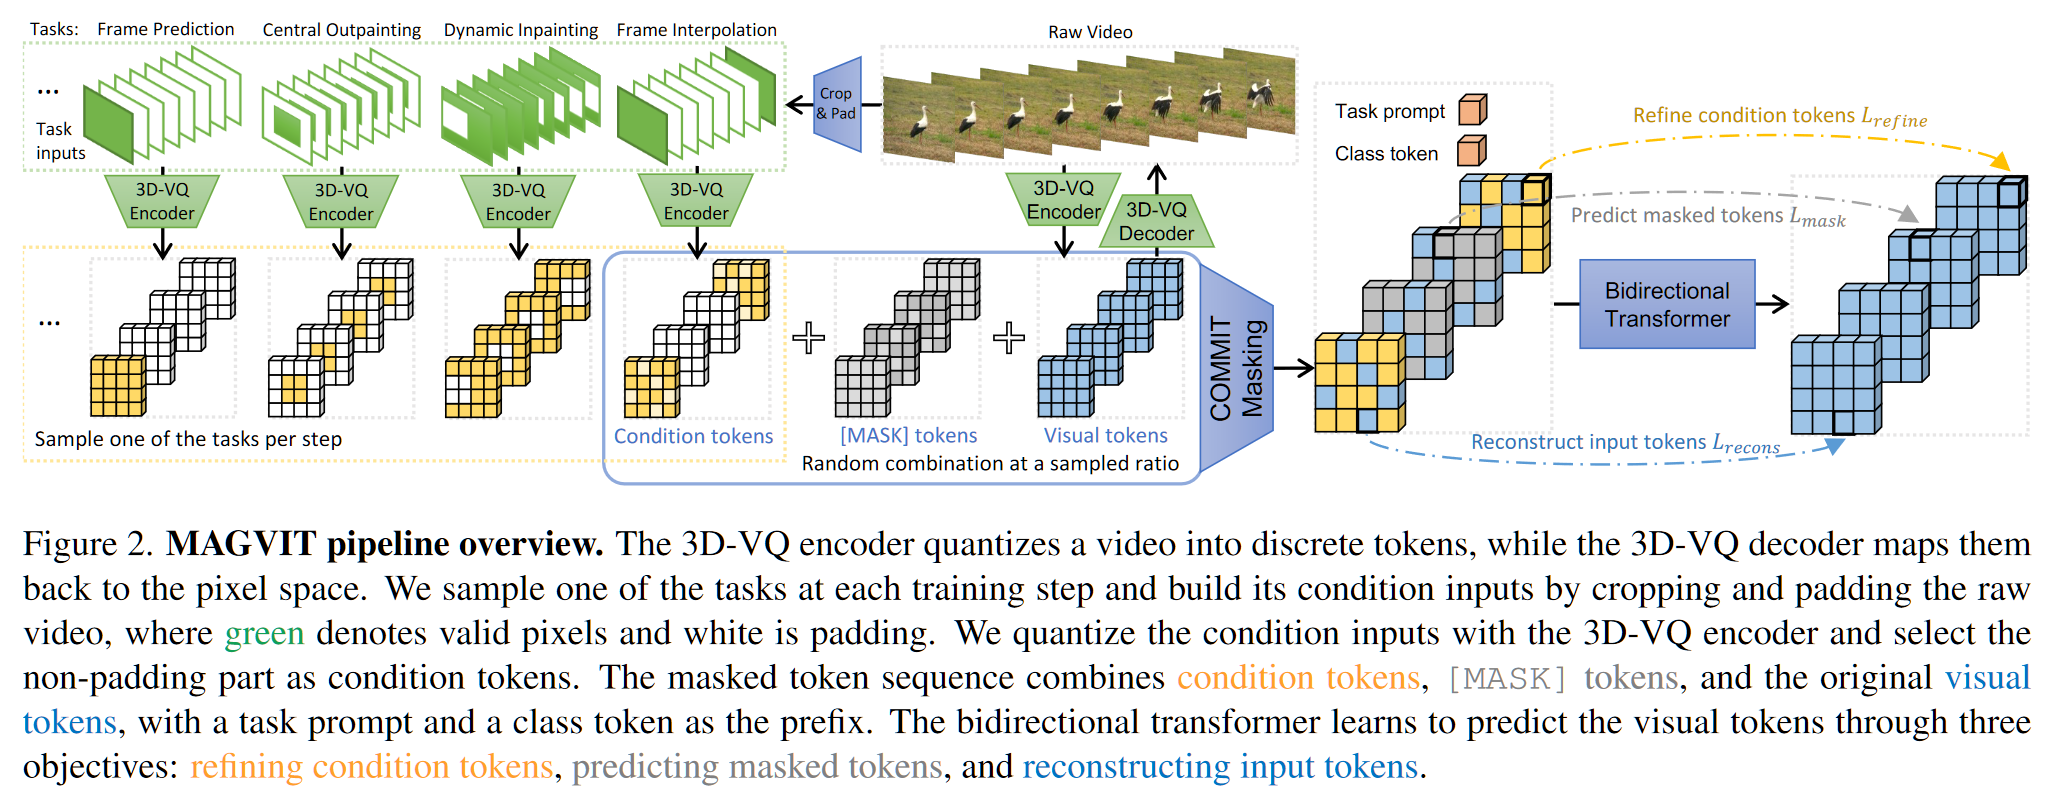 Tasks: Frame Prediction Central Outpainting Dynamic Inpainting Frame Interpolation
Raw Video
...
Task
inputs
Crop
& Pad
3D-VQ
Encoder
3D-VQ
Encoder
3D-VQ
Encoder
3D-VQ
Encoder
3D-VQ
Encoder
3D-VQ
Decoder
...
Sample one of the tasks per step
Condition tokens
[MASK] tokens
Visual tokens
Random combination at a sampled ratio
COMMIT
Masking
Task prompt
Class token
Refine condition tokens L_refine
Predict masked tokens L_mask
Bidirectional
Transformer
Reconstruct input tokens L_recons
Figure 2. MAGVIT pipeline overview. The 3D-VQ encoder quantizes a video into discrete tokens, while the 3D-VQ decoder maps them
back to the pixel space. We sample one of the tasks at each training step and build its condition inputs by cropping and padding the raw
video, where green denotes valid pixels and white is padding. We quantize the condition inputs with the 3D-VQ encoder and select the
non-padding part as condition tokens. The masked token sequence combines condition tokens, [MASK] tokens, and the original visual
tokens, with a task prompt and a class token as the prefix. The bidirectional transformer learns to predict the visual tokens through three
objectives: refining condition tokens, predicting masked tokens, and reconstructing input tokens.